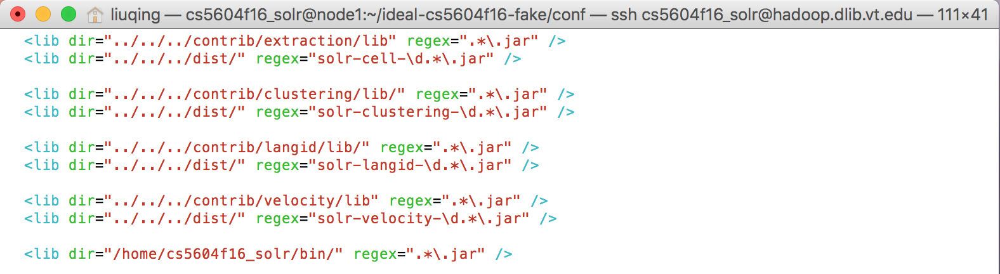 liuqing — cs5604f16_solr@node1:~/ideal-cs5604f16-fake/conf — ssh cs5604f16_solr@hadoop.dlib.vt.edu — 111×41
<lib dir="../../../contrib/extraction/lib" regex=".*\.jar" />
<lib dir="../../../dist/" regex="solr-cell-\d.*\.jar" />
<lib dir="../../../contrib/clustering/lib/" regex=".*\.jar" />
<lib dir="../../../dist/" regex="solr-clustering-\d.*\.jar" />
<lib dir="../../../contrib/langid/lib/" regex=".*\.jar" />
<lib dir="../../../dist/" regex="solr-langid-\d.*\.jar" />
<lib dir="../../../contrib/velocity/lib" regex=".*\.jar" />
<lib dir="../../../dist/" regex="solr-velocity-\d.*\.jar" />
<lib dir="/home/cs5604f16_solr/bin/" regex=".*\.jar" />